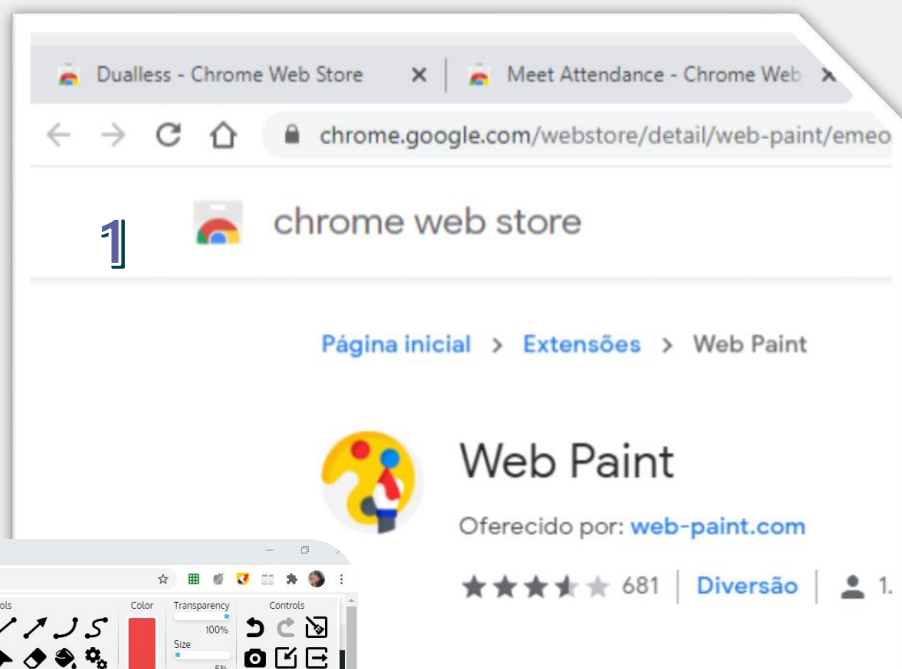 Dualless - Chrome Web Store
Meet Attendance - Chrome Web
chrome.google.com/webstore/detail/web-paint/emeo
1
chrome web store
Página inicial > Extensões > Web Paint
Web Paint
Oferecido por: web-paint.com
681 | Diversão | 1.
ols Color Transparency Controls
100%
Size
5%